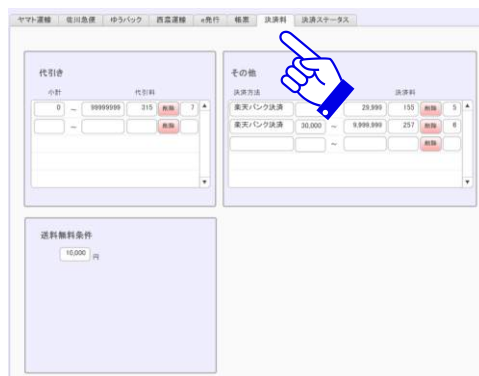 ヤマト運輸 佐川急便 ゆうパック 西濃運輸 e発行 帳票 決済料 決済ステータス
代引き
小計 代引料
0 ～ 99999999 315 削除 7
～ 削除
その他
決済方法 決済料
楽天バンク決済 ～ 29,999 155 削除 5
楽天バンク決済 30,000 ～ 9,999,999 257 削除 6
～ 削除
送料無料条件
10,000 円